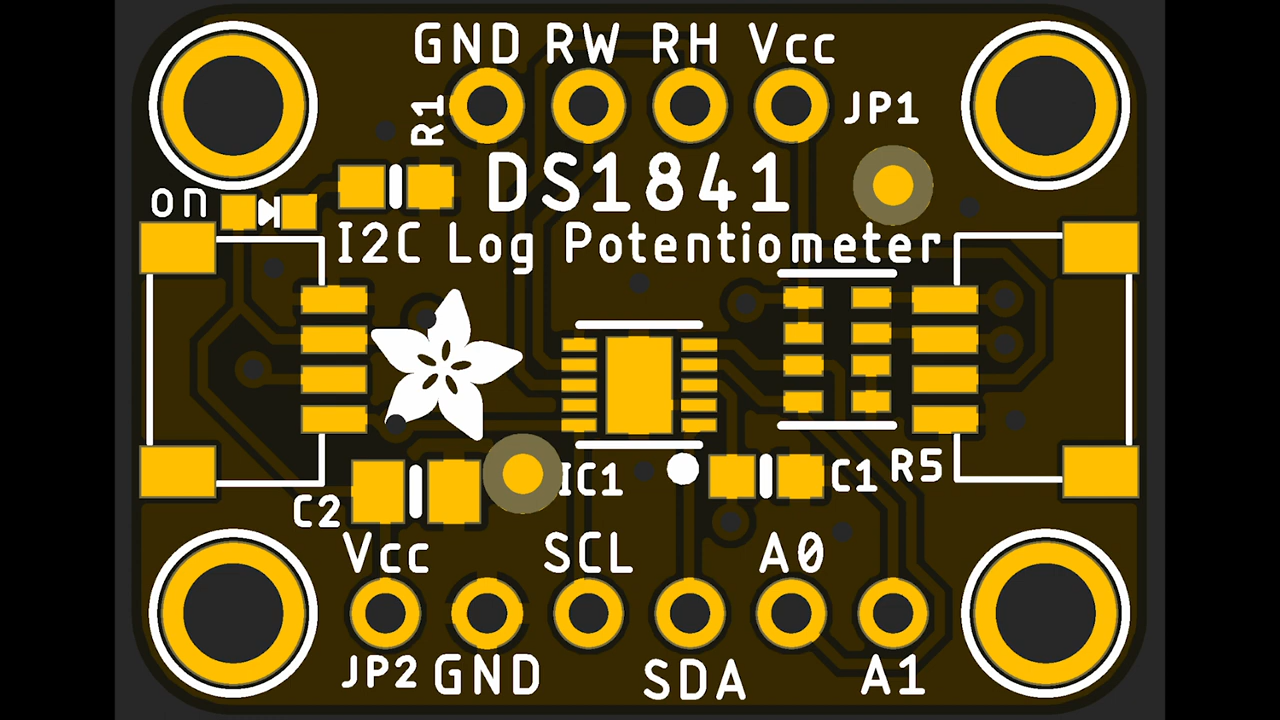 GND RW RH Vcc
R1
JP1
DS1841
on
I2C Log Potentiometer
IC1
C1
R5
C2
Vcc
SCL
A0
JP2
GND
SDA
A1